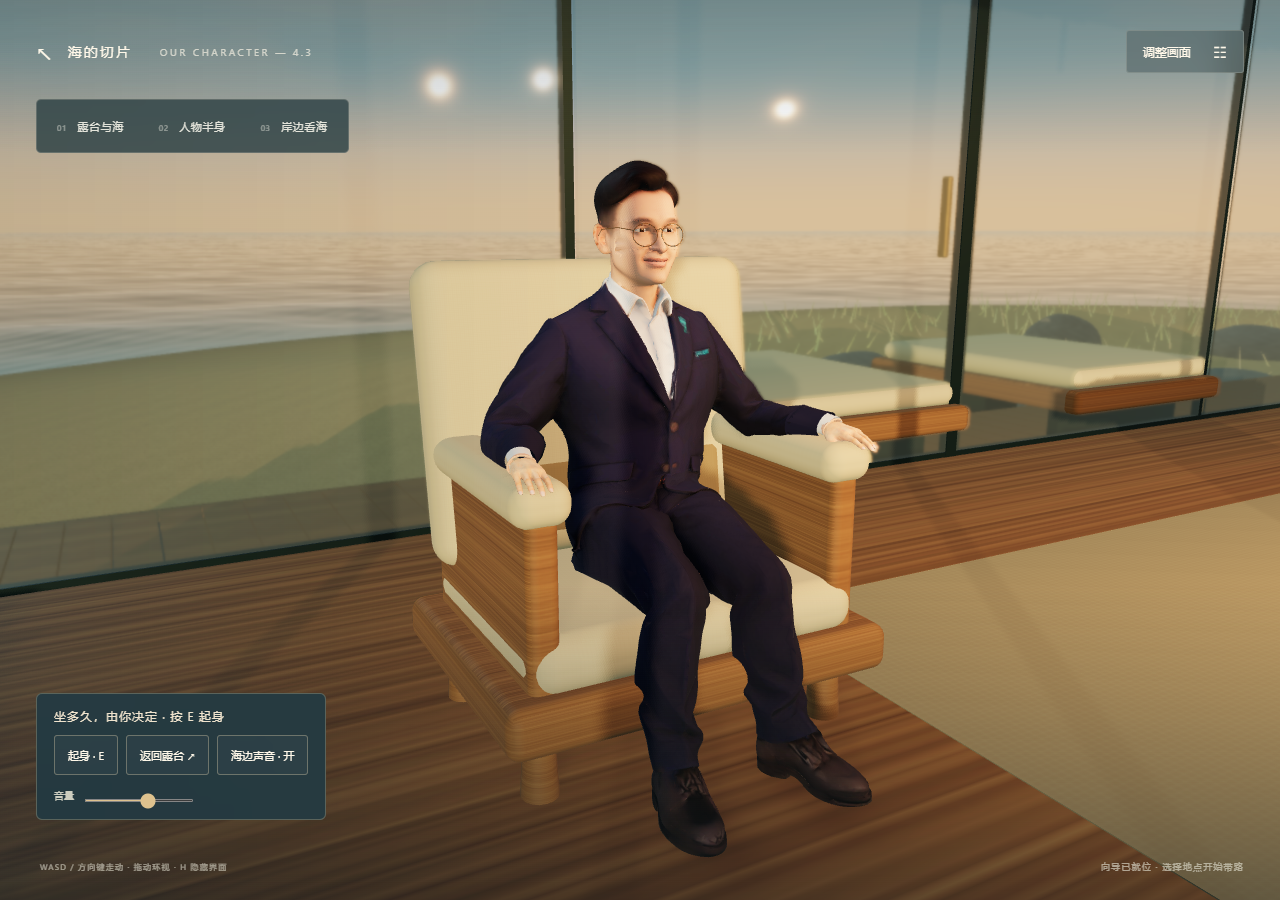 ↖ 海的切片 OUR CHARACTER — 4.3
调整画面
01 露台与海 02 人物半身 03 岸边看海
坐多久，由你决定 · 按 E 起身
起身 · E 返回露台 ↗ 海边声音 · 开
音量
WASD / 方向键走动 · 拖动环视 · H 隐藏界面
向导已就位 · 选择地点开始带路